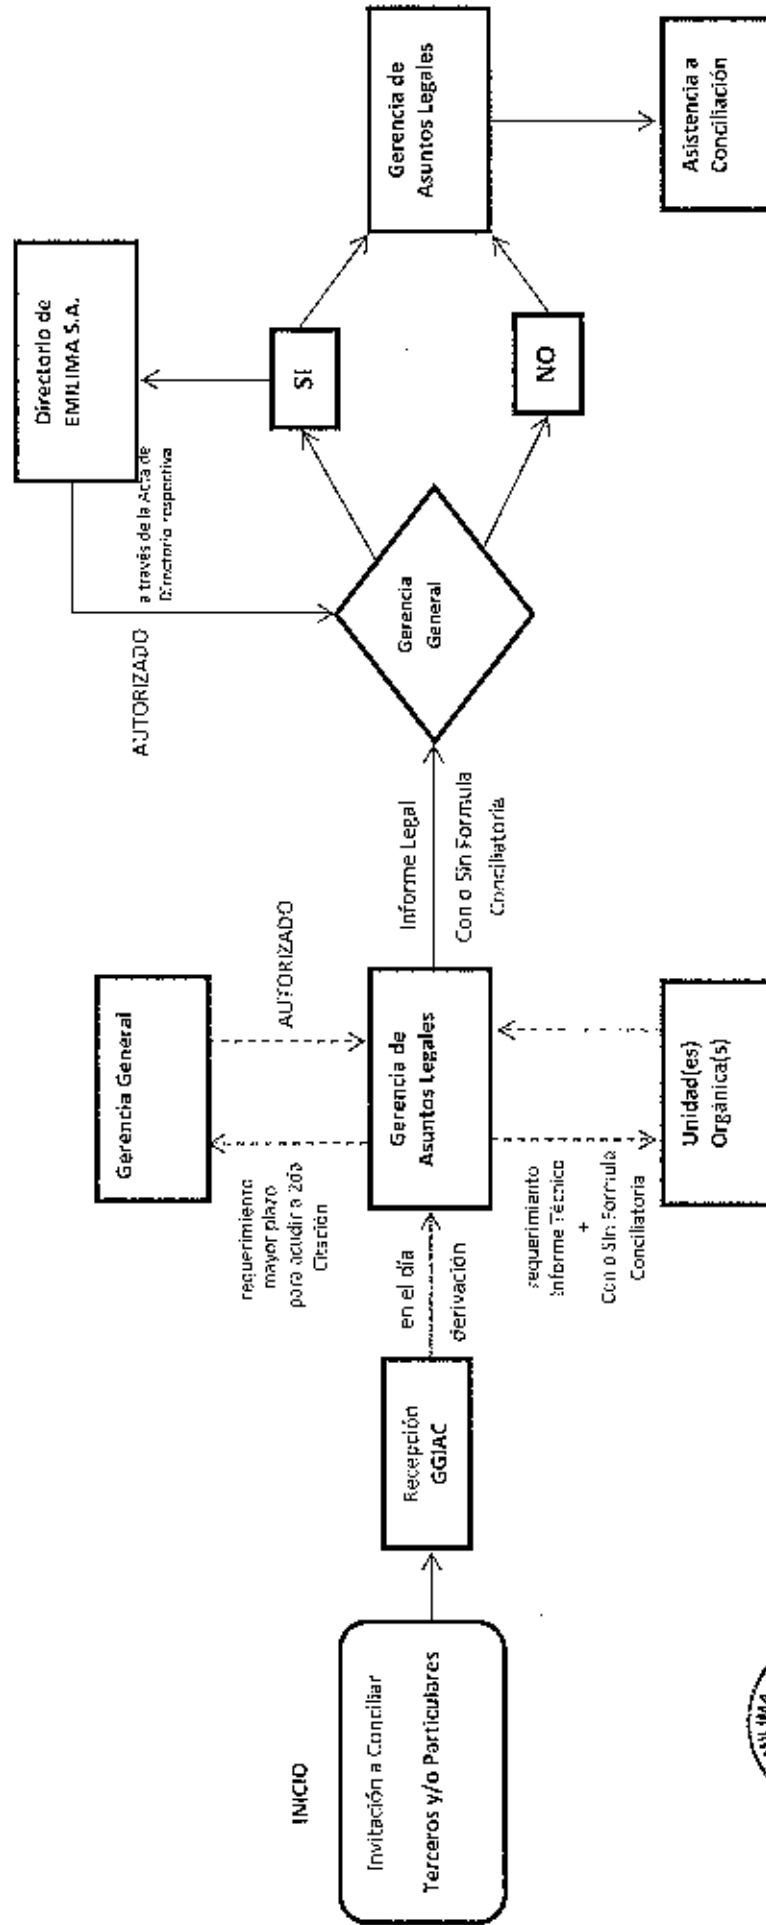 INICIO
Invitación a Conciliar
Terceros y/o Particulares
Recepción
GGIAC
en el día
derivación
Gerencia General
requerimiento
mayor plazo
para acudir a 2da
Citación
AUTORIZADO
Gerencia de
Asuntos Legales
requerimiento
Informe Técnico
+
Con o Sin Formula
Conciliatoria
Unidad(es)
Orgánica(s)
Informe Legal
Con o Sin Formula
Conciliatoria
Gerencia
General
AUTORIZADO
a través de la Acta de
Directorio respectiva
Directorio de
EMILIMA S.A.
SI
NO
Gerencia de
Asuntos Legales
Asistencia a
Conciliación